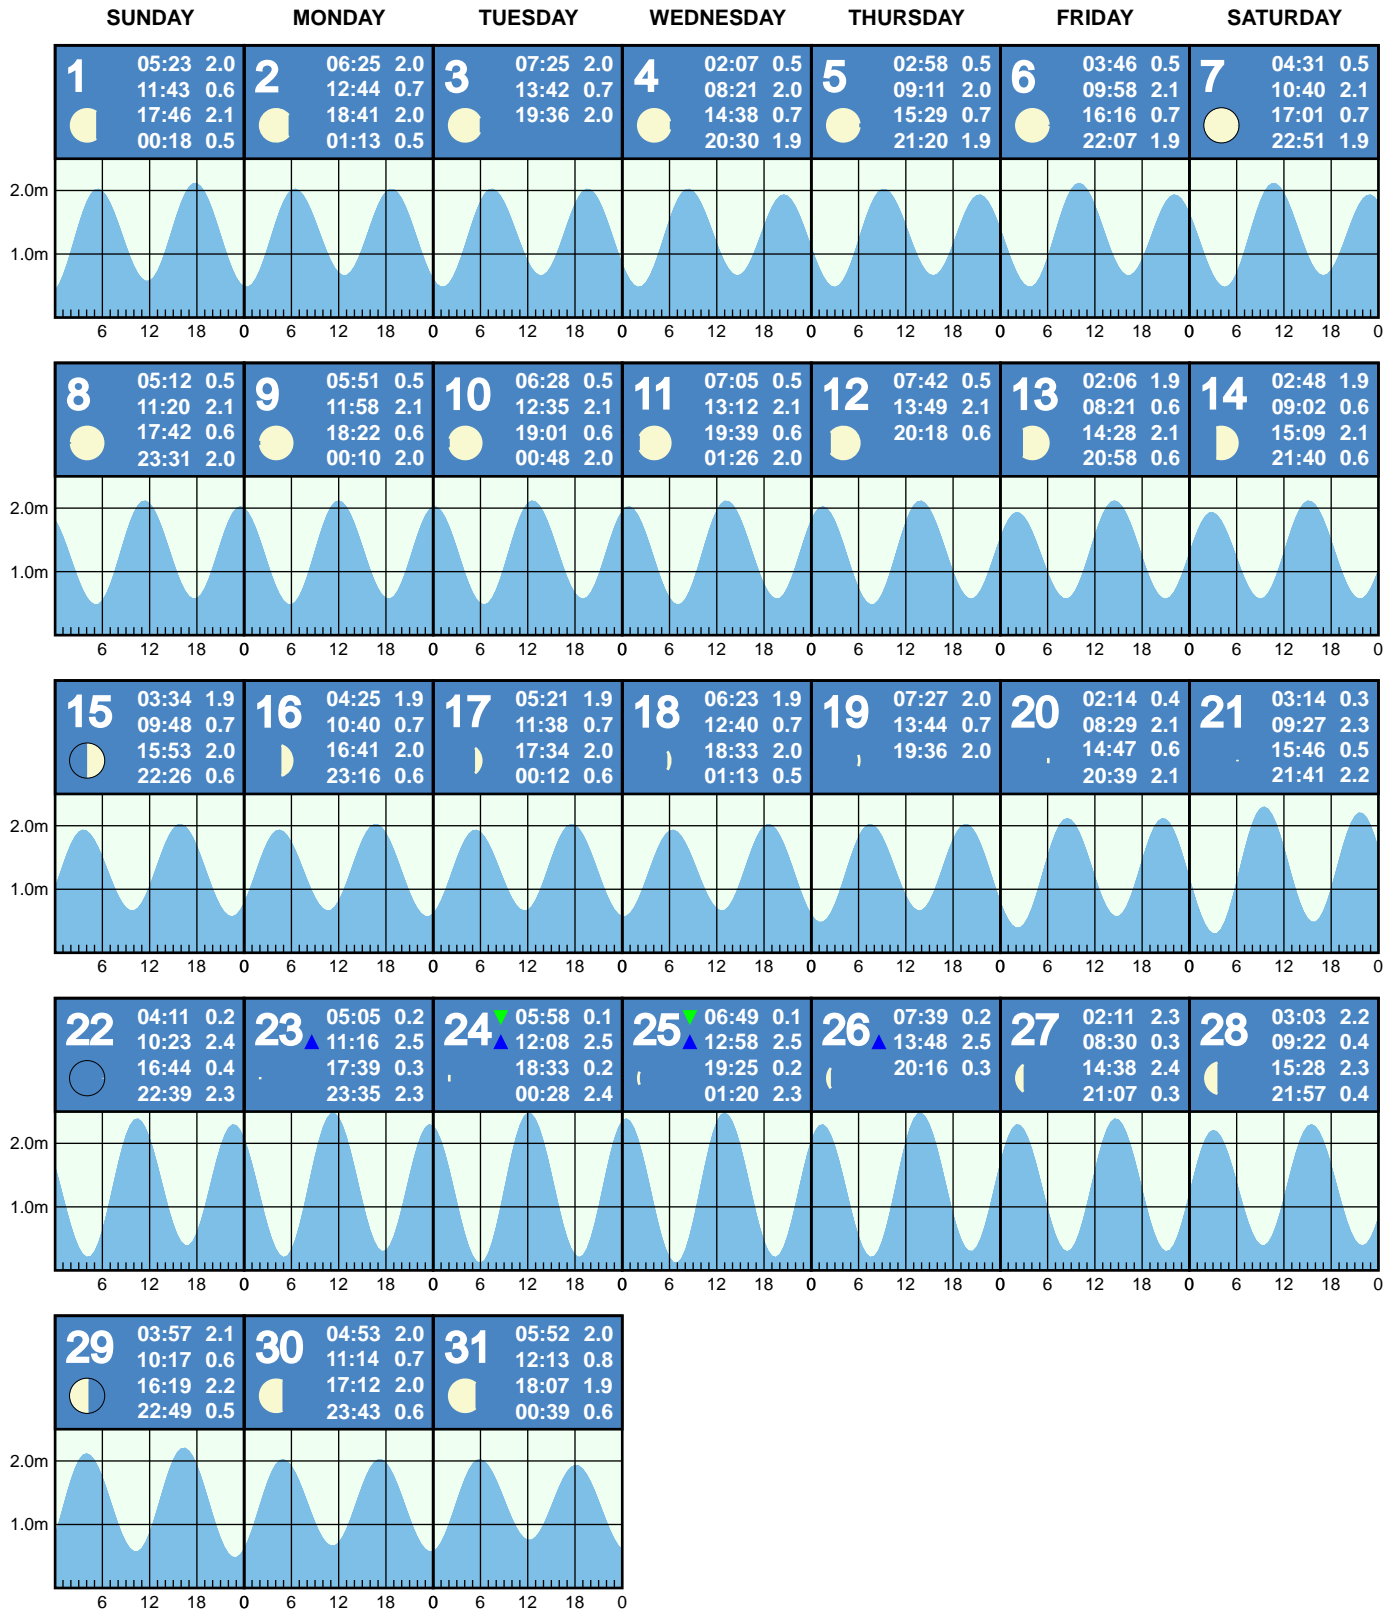 SUNDAY MONDAY TUESDAY WEDNESDAY THURSDAY FRIDAY SATURDAY
1 2 3 4 5 6 7
05:23 2.0 06:25 2.0 07:25 2.0 02:07 0.5 02:58 0.5 03:46 0.5 04:31 0.5
11:43 0.6 12:44 0.7 13:42 0.7 08:21 2.0 09:11 2.0 09:58 2.1 10:40 2.1
17:46 2.1 18:41 2.0 19:36 2.0 14:38 0.7 15:29 0.7 16:16 0.7 17:01 0.7
00:18 0.5 01:13 0.5 20:30 1.9 21:20 1.9 22:07 1.9 22:51 1.9
2.0m
1.0m
6 12 18 0 6 12 18 0 6 12 18 0 6 12 18 0 6 12 18 0 6 12 18 0 6 12 18 0
8 9 10 11 12 13 14
05:12 0.5 05:51 0.5 06:28 0.5 07:05 0.5 07:42 0.5 02:06 1.9 02:48 1.9
11:20 2.1 11:58 2.1 12:35 2.1 13:12 2.1 13:49 2.1 08:21 0.6 09:02 0.6
17:42 0.6 18:22 0.6 19:01 0.6 19:39 0.6 20:18 0.6 14:28 2.1 15:09 2.1
23:31 2.0 00:10 2.0 00:48 2.0 01:26 2.0 20:58 0.6 21:40 0.6
2.0m
1.0m
6 12 18 0 6 12 18 0 6 12 18 0 6 12 18 0 6 12 18 0 6 12 18 0 6 12 18 0
15 16 17 18 19 20 21
03:34 1.9 04:25 1.9 05:21 1.9 06:23 1.9 07:27 2.0 02:14 0.4 03:14 0.3
09:48 0.7 10:40 0.7 11:38 0.7 12:40 0.7 13:44 0.7 08:29 2.1 09:27 2.3
15:53 2.0 16:41 2.0 17:34 2.0 18:33 2.0 19:36 2.0 14:47 0.6 15:46 0.5
22:26 0.6 23:16 0.6 00:12 0.6 01:13 0.5 20:39 2.1 21:41 2.2
2.0m
1.0m
6 12 18 0 6 12 18 0 6 12 18 0 6 12 18 0 6 12 18 0 6 12 18 0 6 12 18 0
22 23 24 25 26 27 28
04:11 0.2 05:05 0.2 05:58 0.1 06:49 0.1 07:39 0.2 02:11 2.3 03:03 2.2
10:23 2.4 11:16 2.5 12:08 2.5 12:58 2.5 13:48 2.5 08:30 0.3 09:22 0.4
16:44 0.4 17:39 0.3 18:33 0.2 19:25 0.2 20:16 0.3 14:38 2.4 15:28 2.3
22:39 2.3 23:35 2.3 00:28 2.4 01:20 2.3 21:07 0.3 21:57 0.4
2.0m
1.0m
6 12 18 0 6 12 18 0 6 12 18 0 6 12 18 0 6 12 18 0 6 12 18 0 6 12 18 0
29 30 31
03:57 2.1 04:53 2.0 05:52 2.0
10:17 0.6 11:14 0.7 12:13 0.8
16:19 2.2 17:12 2.0 18:07 1.9
22:49 0.5 23:43 0.6 00:39 0.6
2.0m
1.0m
6 12 18 0 6 12 18 0 6 12 18 0